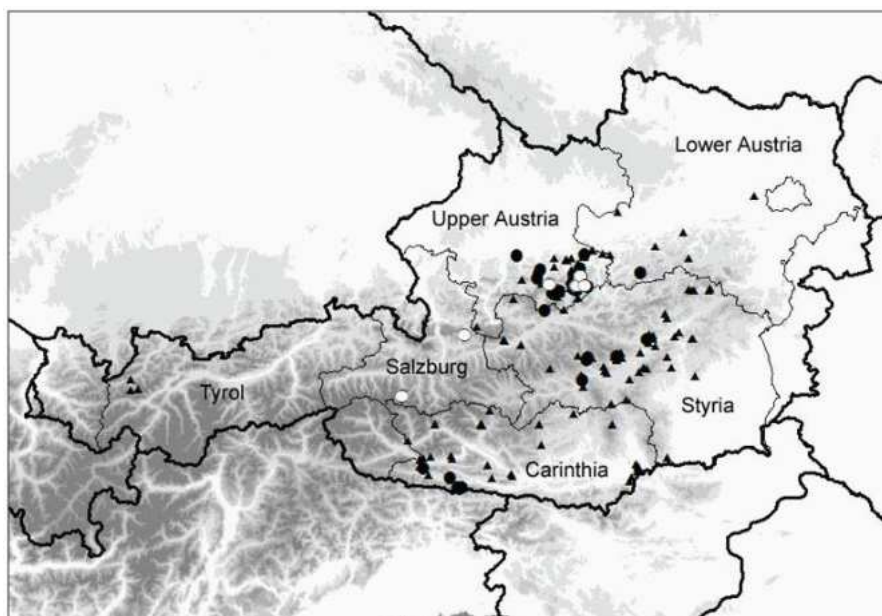 Lower Austria
Upper Austria
Salzburg
Tyrol
Styria
Carinthia